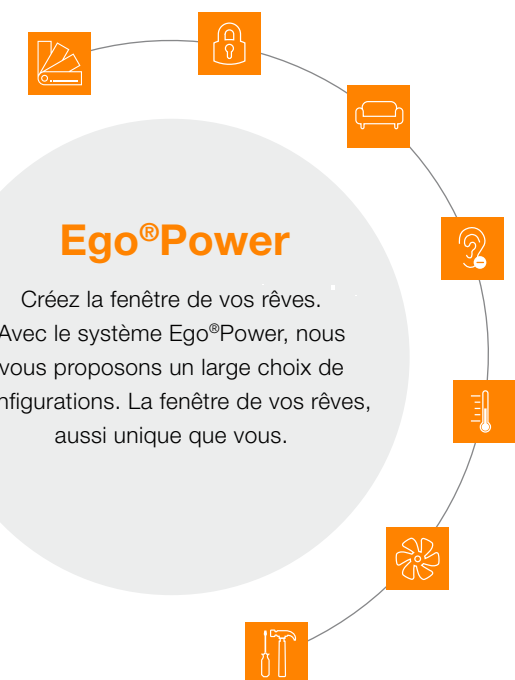 Ego®Power
Créez la fenêtre de vos rêves.
Avec le système Ego®Power, nous
vous proposons un large choix de
nfigurations. La fenêtre de vos rêves,
aussi unique que vous.